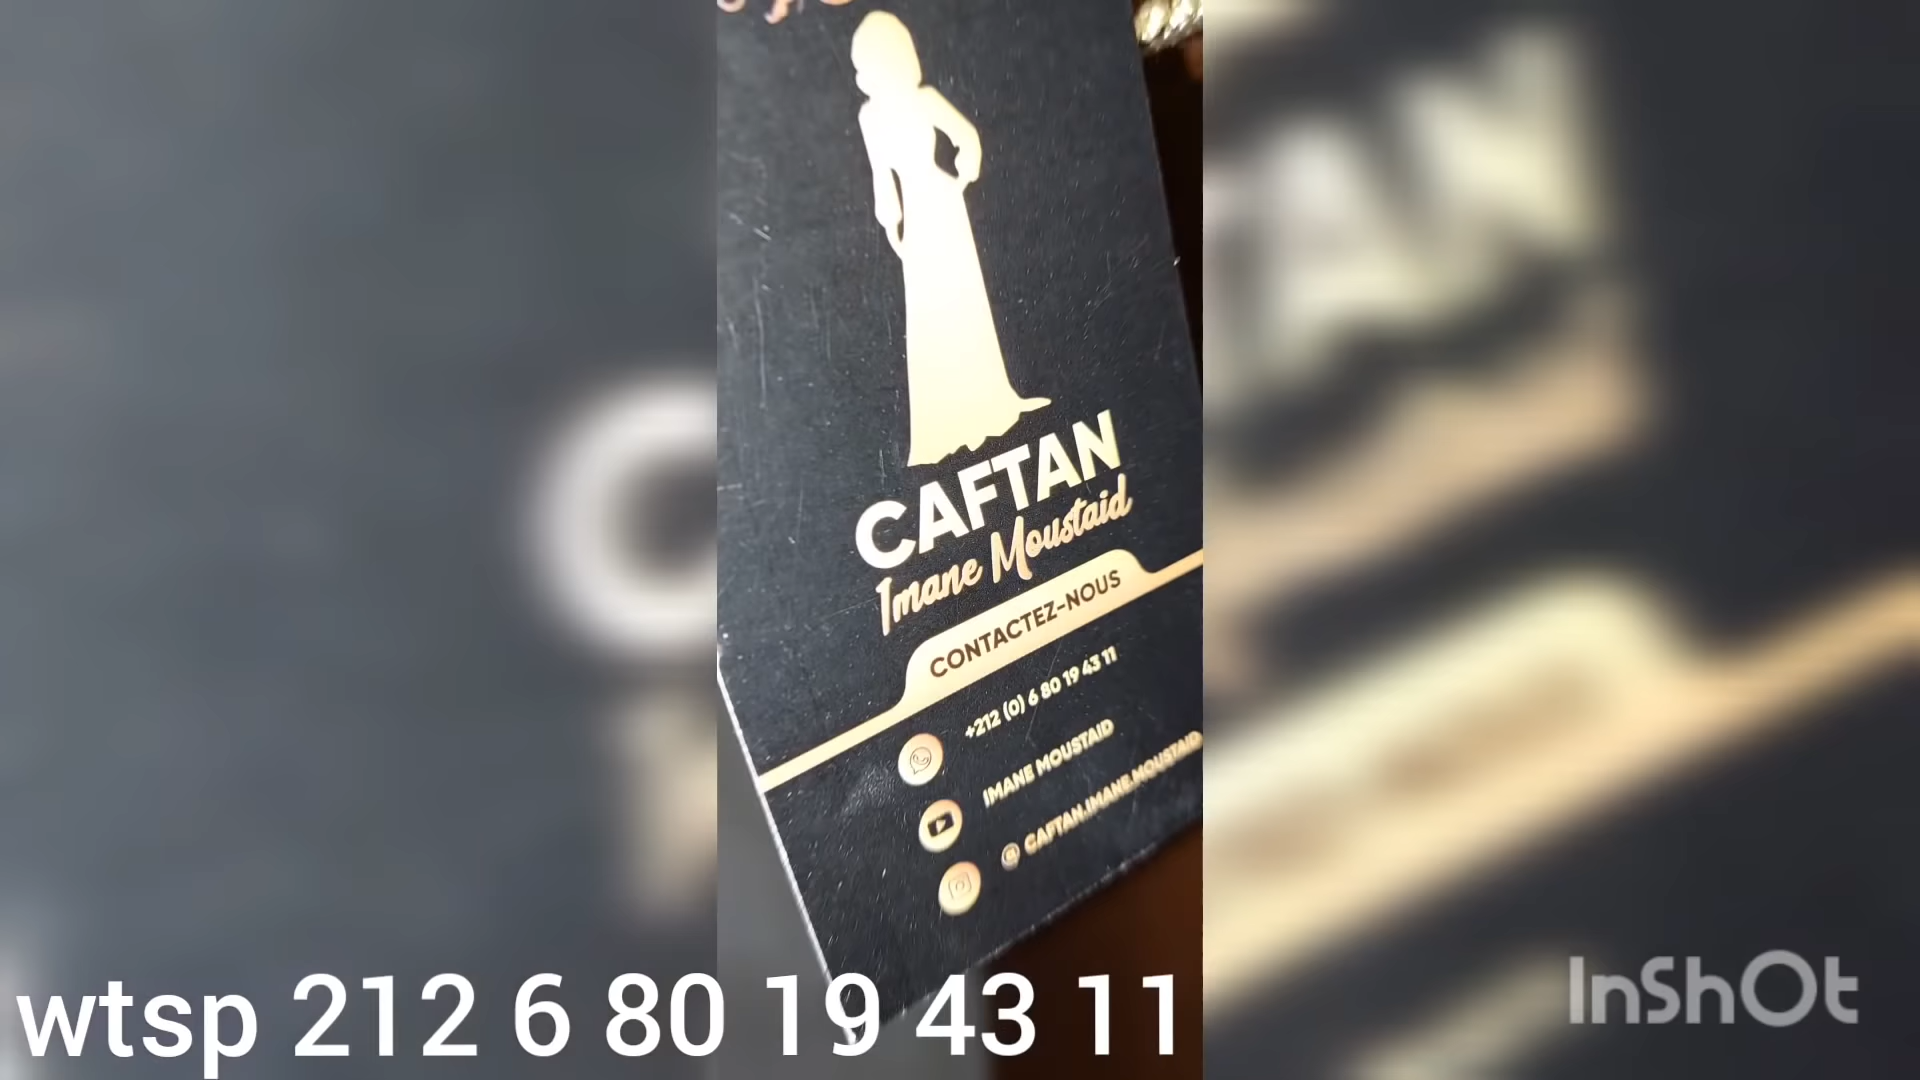 CAFTAN
Imane Moustaid
CONTACTEZ-NOUS
+212 (0) 6 80 19 43 11
IMANE MOUSTAID
@ CAFTAN.IMANE.MOUSTAID
wtsp 212 6 80 19 43 11
InShOt